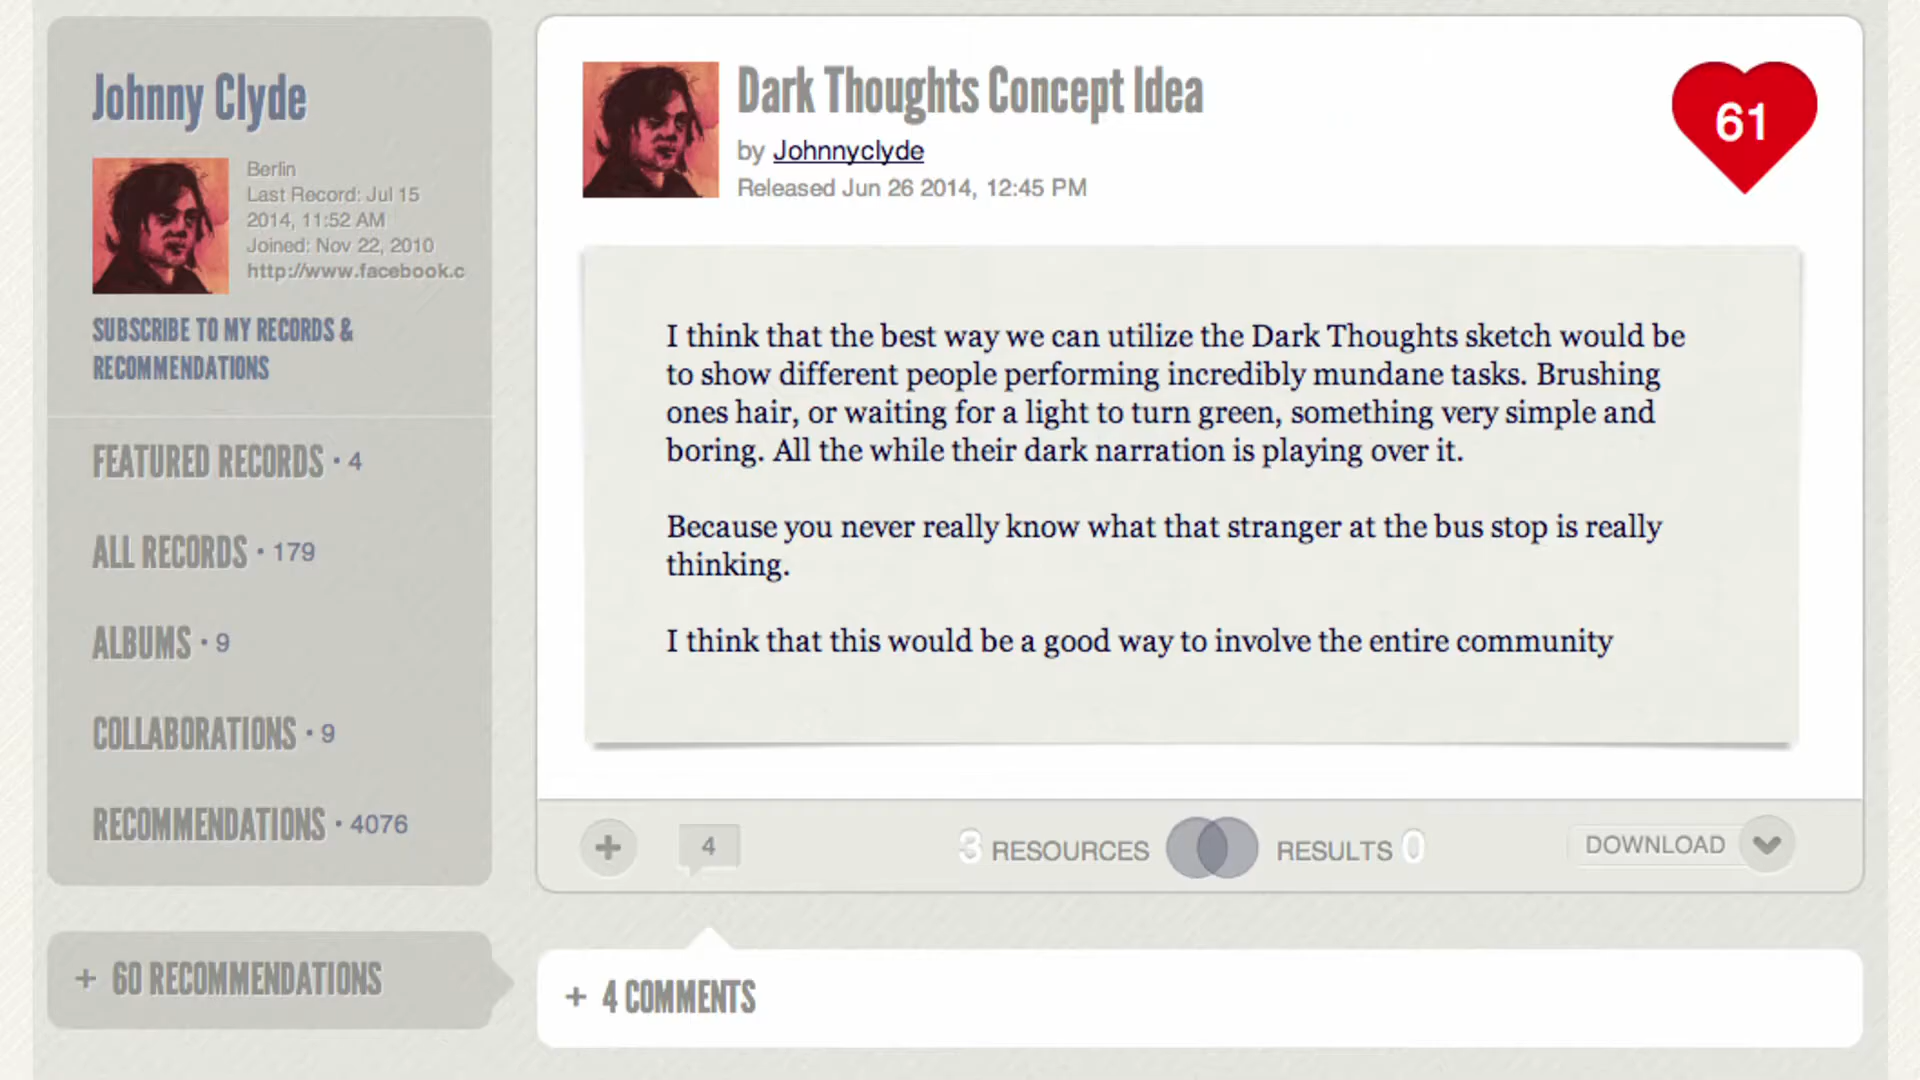 Johnny Clyde
Berlin
Last Record: Jul 15
2014, 11:52 AM
Joined: Nov 22, 2010
http://www.facebook.c
SUBSCRIBE TO MY RECORDS &
RECOMMENDATIONS
FEATURED RECORDS • 4
ALL RECORDS • 179
ALBUMS • 9
COLLABORATIONS • 9
RECOMMENDATIONS • 4076
+ 60 RECOMMENDATIONS
Dark Thoughts Concept Idea
by Johnnyclyde
Released Jun 26 2014, 12:45 PM
61
I think that the best way we can utilize the Dark Thoughts sketch would be
to show different people performing incredibly mundane tasks. Brushing
ones hair, or waiting for a light to turn green, something very simple and
boring. All the while their dark narration is playing over it.
Because you never really know what that stranger at the bus stop is really
thinking.
I think that this would be a good way to involve the entire community
+ 4 3 RESOURCES RESULTS 0 DOWNLOAD
+ 4 COMMENTS